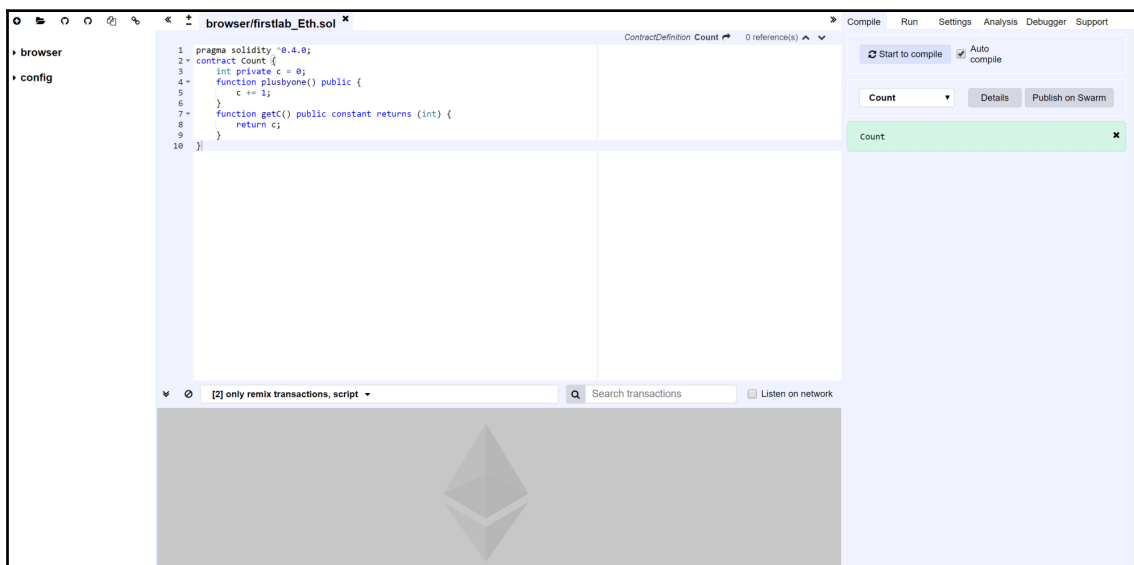 browser/firstlab_Eth.sol
browser
config
ContractDefinition Count 0 reference(s)
1 pragma solidity ^0.4.0;
2 contract Count {
3 int private c = 0;
4 function plusbyone() public {
5 c += 1;
6 }
7 function getC() public constant returns (int) {
8 return c;
9 }
10 }
[2] only remix transactions, script
Search transactions
Listen on network
Compile Run Settings Analysis Debugger Support
Start to compile
Auto
compile
Count Details Publish on Swarm
Count